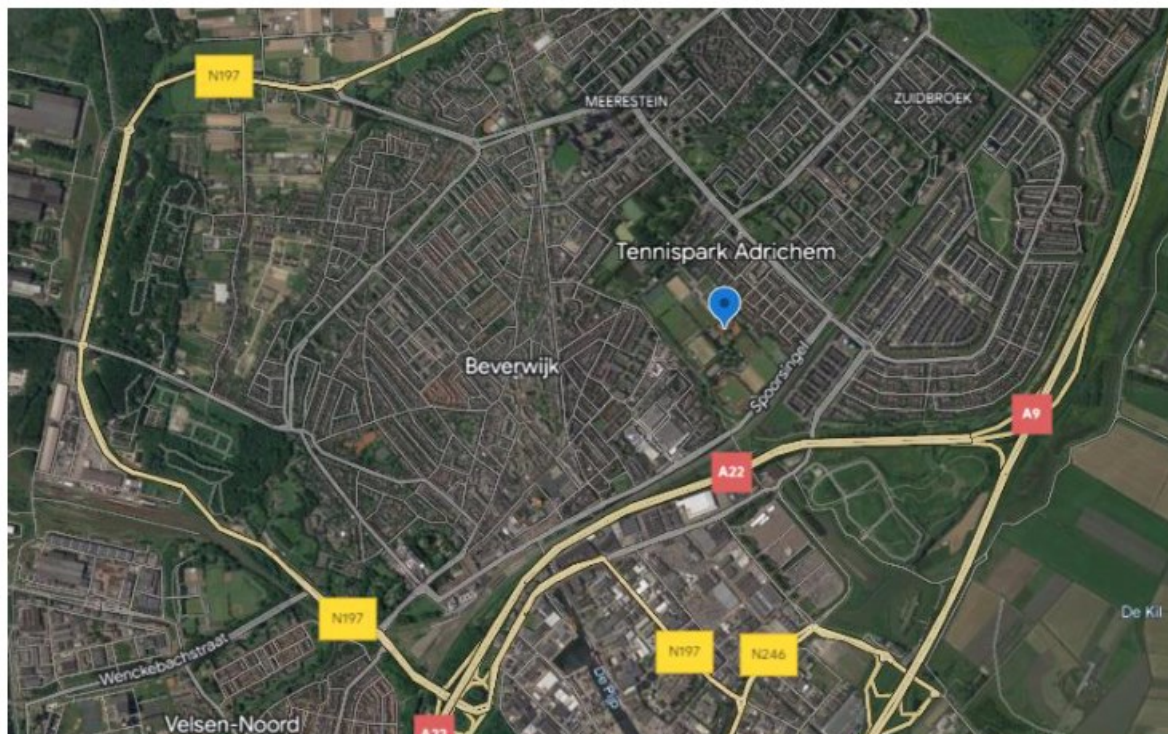 N197
MEERESTEIN
ZUIDBROEK
Tennispark Adrichem
Beverwijk
Spoorsingel
A9
A22
De Kil
N197
Wenckebachstraat
N197
N246
De Pijp
Velsen-Noord
A22